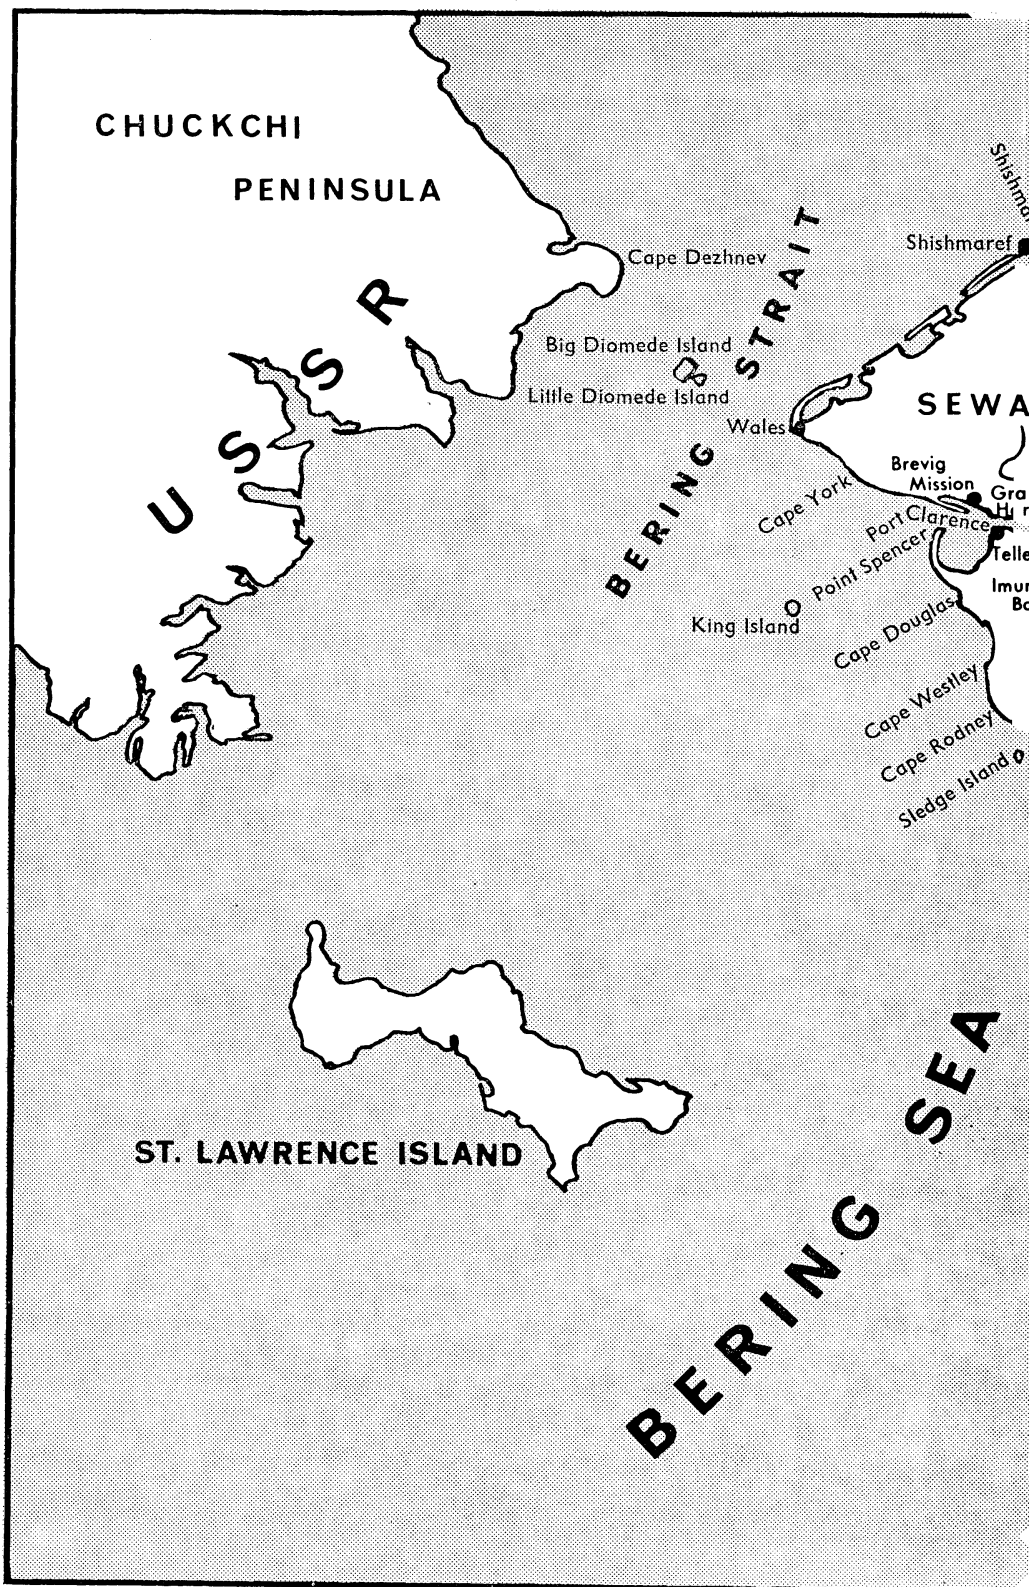 CHUCKCHI
PENINSULA
USSR
Cape Dezhnev
BERING STRAIT
Shishmaref
Big Diomede Island
Little Diomede Island
Wales
SEWA
Brevig
Mission
Cape York
Port Clarence
Point Spencer
King Island
Cape Douglas
Cape Westley
Cape Rodney
Sledge Island
ST. LAWRENCE ISLAND
BERING SEA